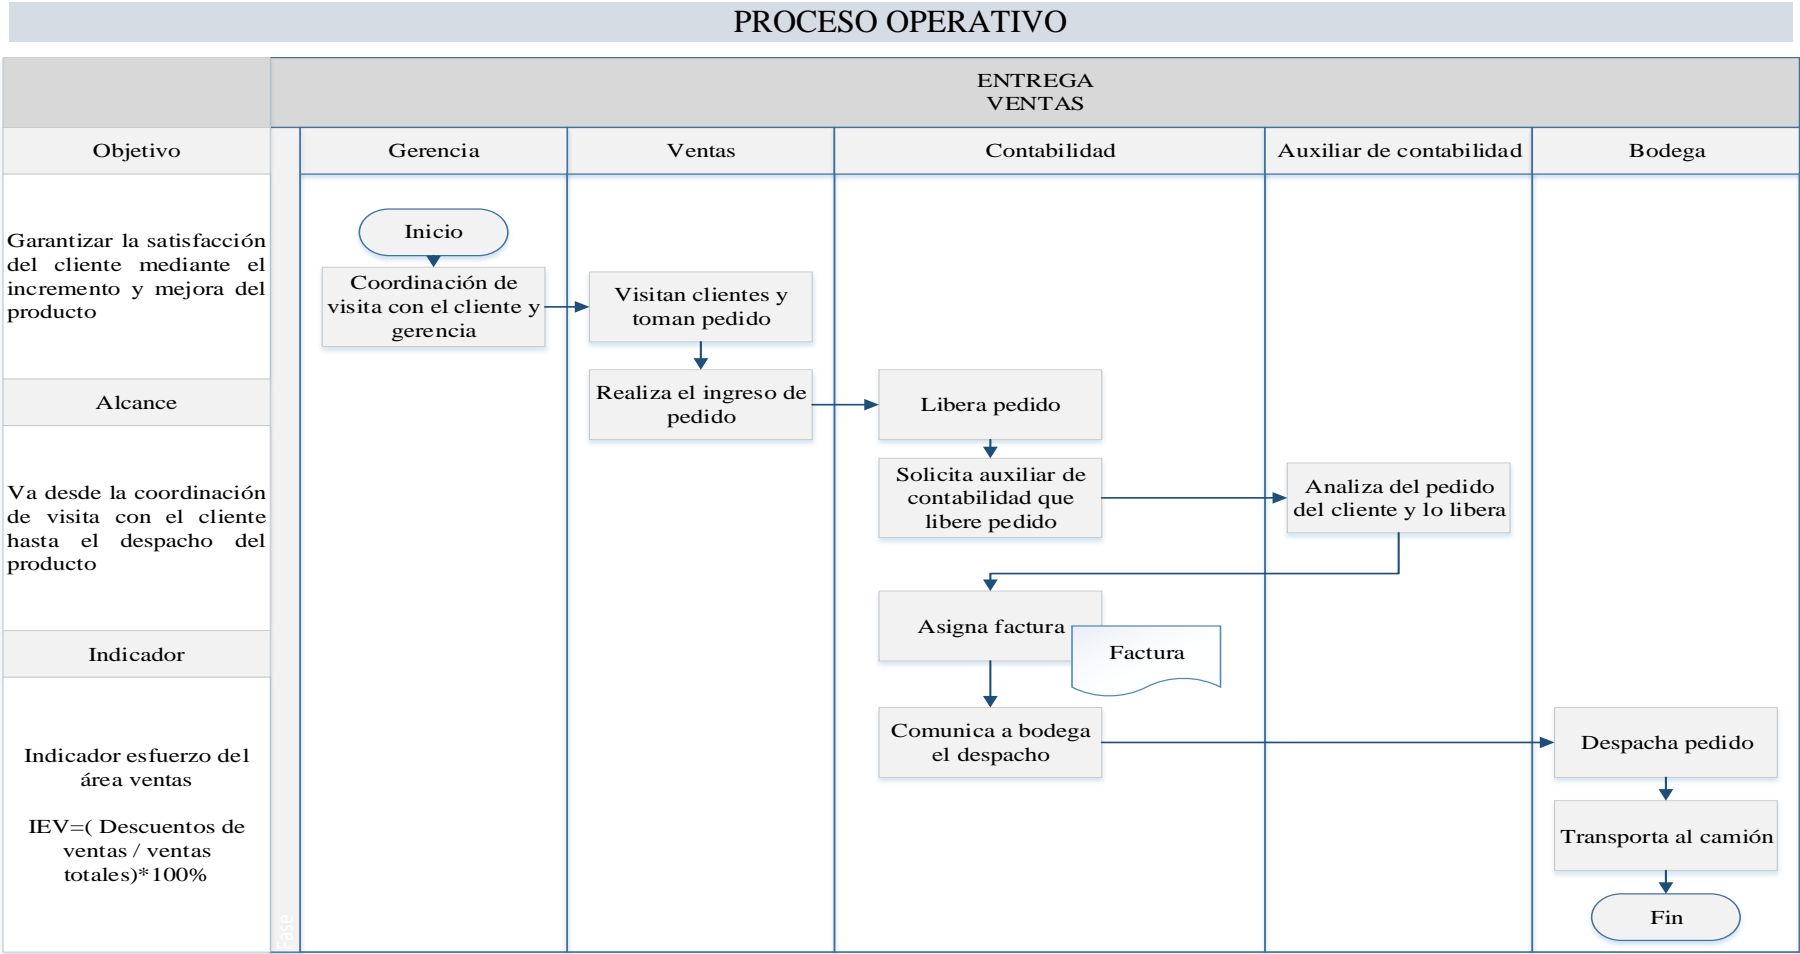 PROCESO OPERATIVO
ENTREGA
VENTAS
Objetivo
Gerencia
Ventas
Contabilidad
Auxiliar de contabilidad
Bodega
Garantizar la satisfacción
del cliente mediante el
incremento y mejora del
producto
Alcance
Va desde la coordinación
de visita con el cliente
hasta el despacho del
producto
Indicador
Indicador esfuerzo del
área ventas
IEV=( Descuentos de
ventas / ventas
totales)*100%
Fase
Inicio
Coordinación de
visita con el cliente y
gerencia
Visitan clientes y
toman pedido
Realiza el ingreso de
pedido
Libera pedido
Solicita auxiliar de
contabilidad que
libere pedido
Analiza del pedido
del cliente y lo libera
Asigna factura
Factura
Comunica a bodega
el despacho
Despacha pedido
Transporta al camión
Fin